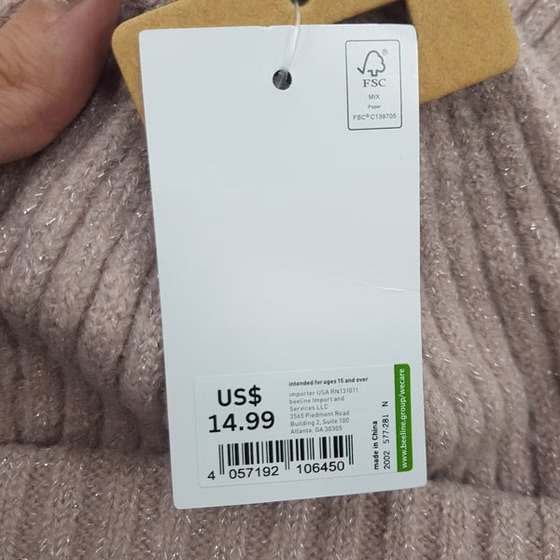 FSC®
MIX
Paper
FSC® C139705
US$
14.99
intended for ages 15 and over
importer USA RN131011
beeline Import and
Services LLC
3565 Piedmont Road
Building 2, Suite 100
Atlanta, GA 30305
4 057192 106450
made in China
2002 577-281 N
www.beeline.group/wecare